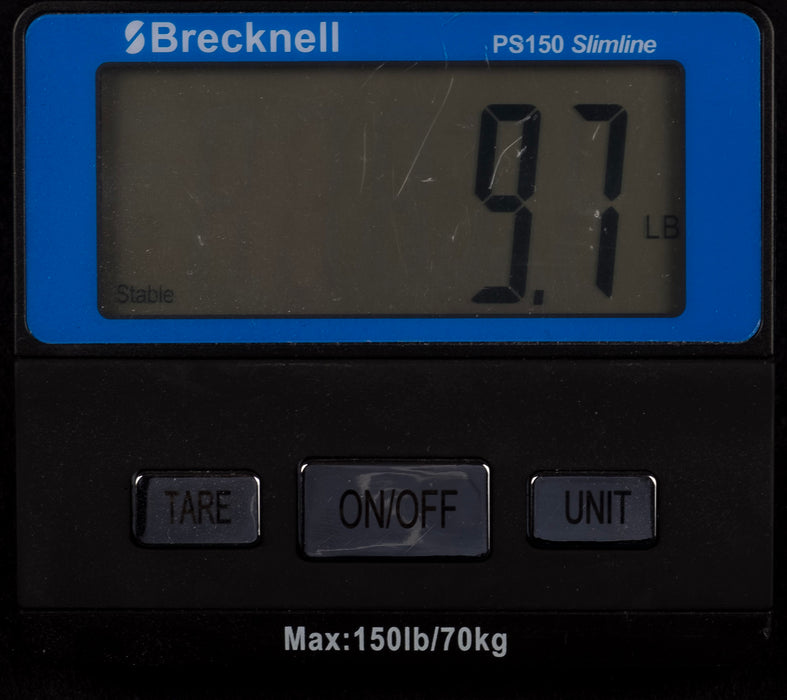 Brecknell PS150 Slimline
9.7
LB
Stable
TARE ON/OFF UNIT
Max:150lb/70kg